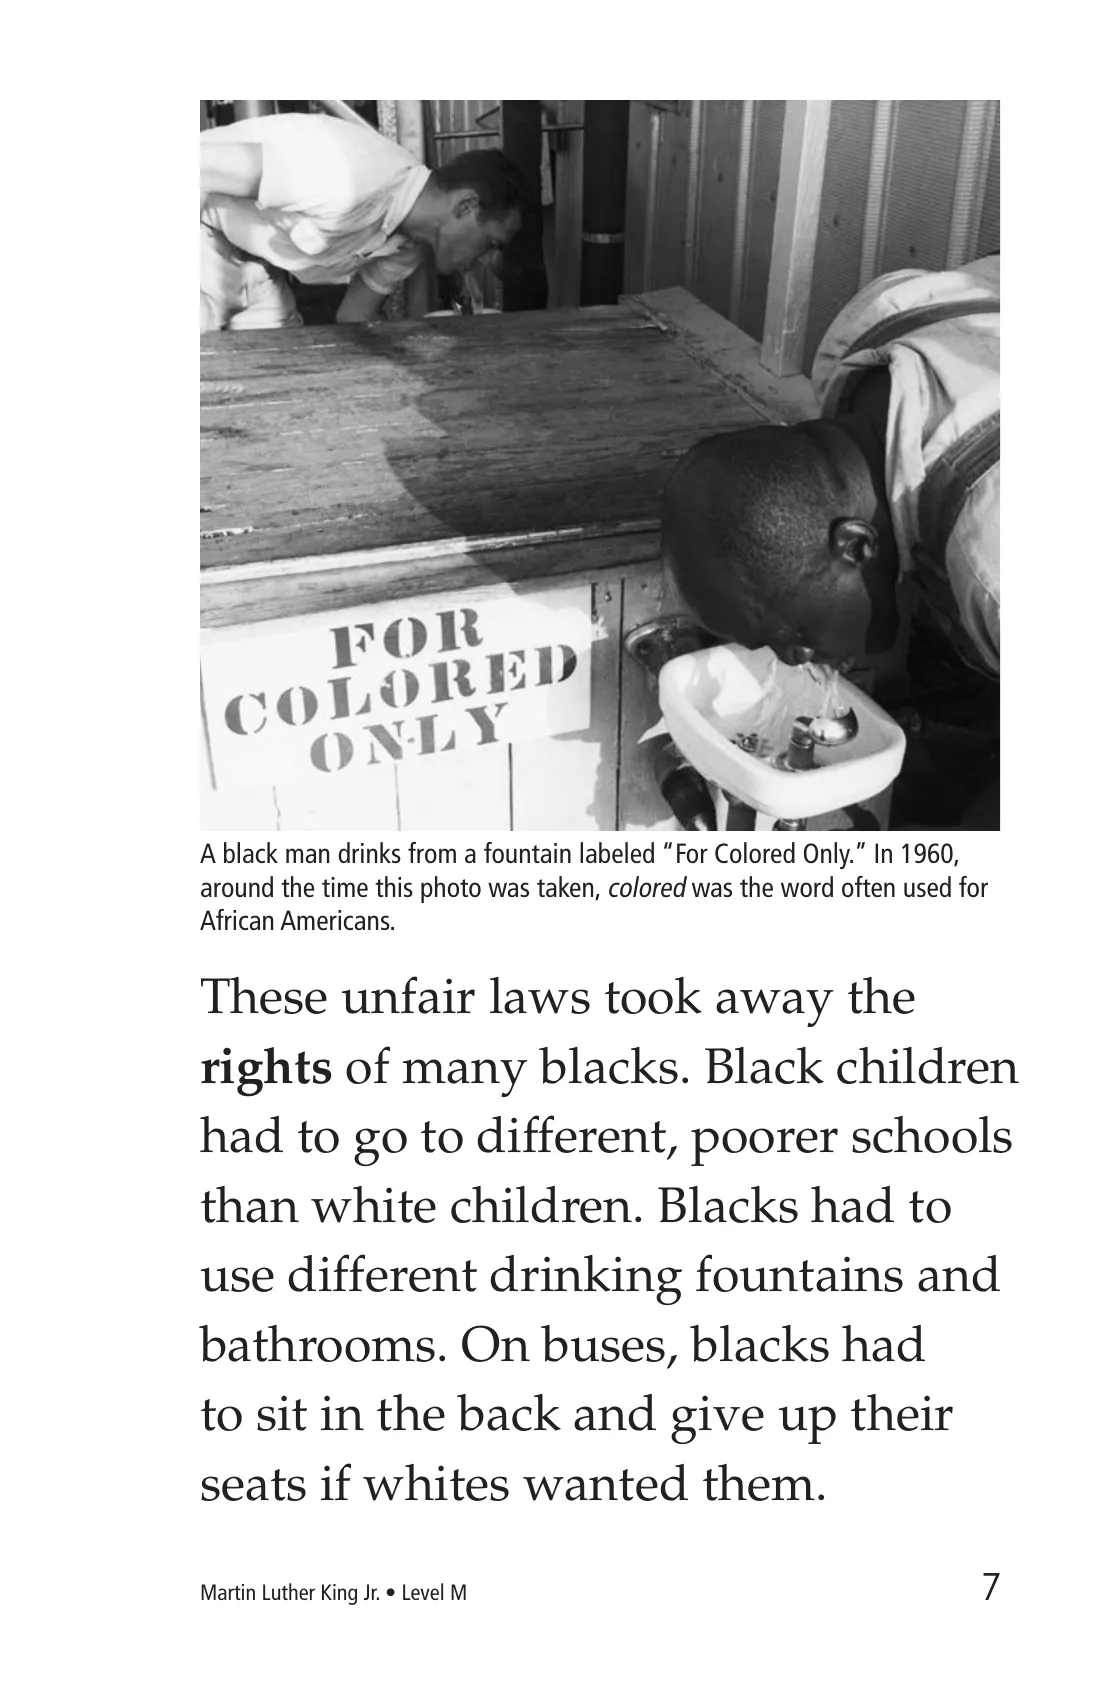 FOR
COLORED
ONLY
A black man drinks from a fountain labeled “For Colored Only.” In 1960,
around the time this photo was taken, colored was the word often used for
African Americans.
These unfair laws took away the
rights of many blacks. Black children
had to go to different, poorer schools
than white children. Blacks had to
use different drinking fountains and
bathrooms. On buses, blacks had
to sit in the back and give up their
seats if whites wanted them.
Martin Luther King Jr. • Level M 7